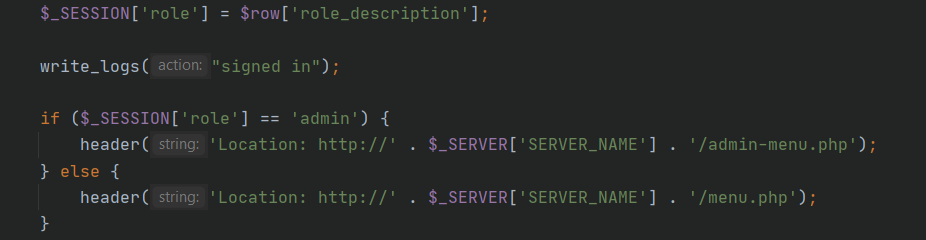 $_SESSION['role'] = $row['role_description'];
write_logs( action: "signed in");
if ($_SESSION['role'] == 'admin') {
header( string: 'Location: http://' . $_SERVER['SERVER_NAME'] . '/admin-menu.php');
} else {
header( string: 'Location: http://' . $_SERVER['SERVER_NAME'] . '/menu.php');
}